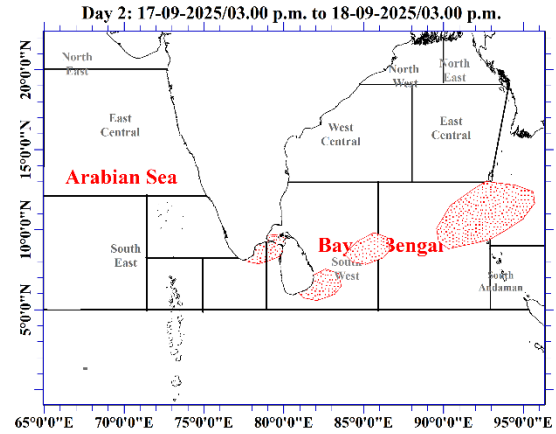 Day 2: 17-09-2025/03.00 p.m. to 18-09-2025/03.00 p.m.
North
East
North
West
North
East
East
Central
West
Central
East
Central
Arabian Sea
South
East
Bay Bengal
South
West
South
Andaman
20°0'0"N
15°0'0"N
10°0'0"N
5°0'0"N
65°0'0"E 70°0'0"E 75°0'0"E 80°0'0"E 85°0'0"E 90°0'0"E 95°0'0"E